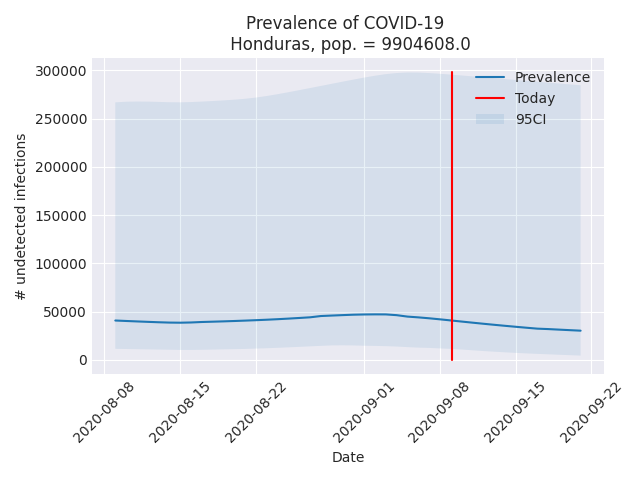 Prevalence of COVID-19
Honduras, pop. = 9904608.0
300000
250000
200000
150000
100000
50000
0
# undetected infections
Prevalence
Today
95CI
2020-08-08
2020-08-15
2020-08-22
2020-09-01
2020-09-08
2020-09-15
2020-09-22
Date